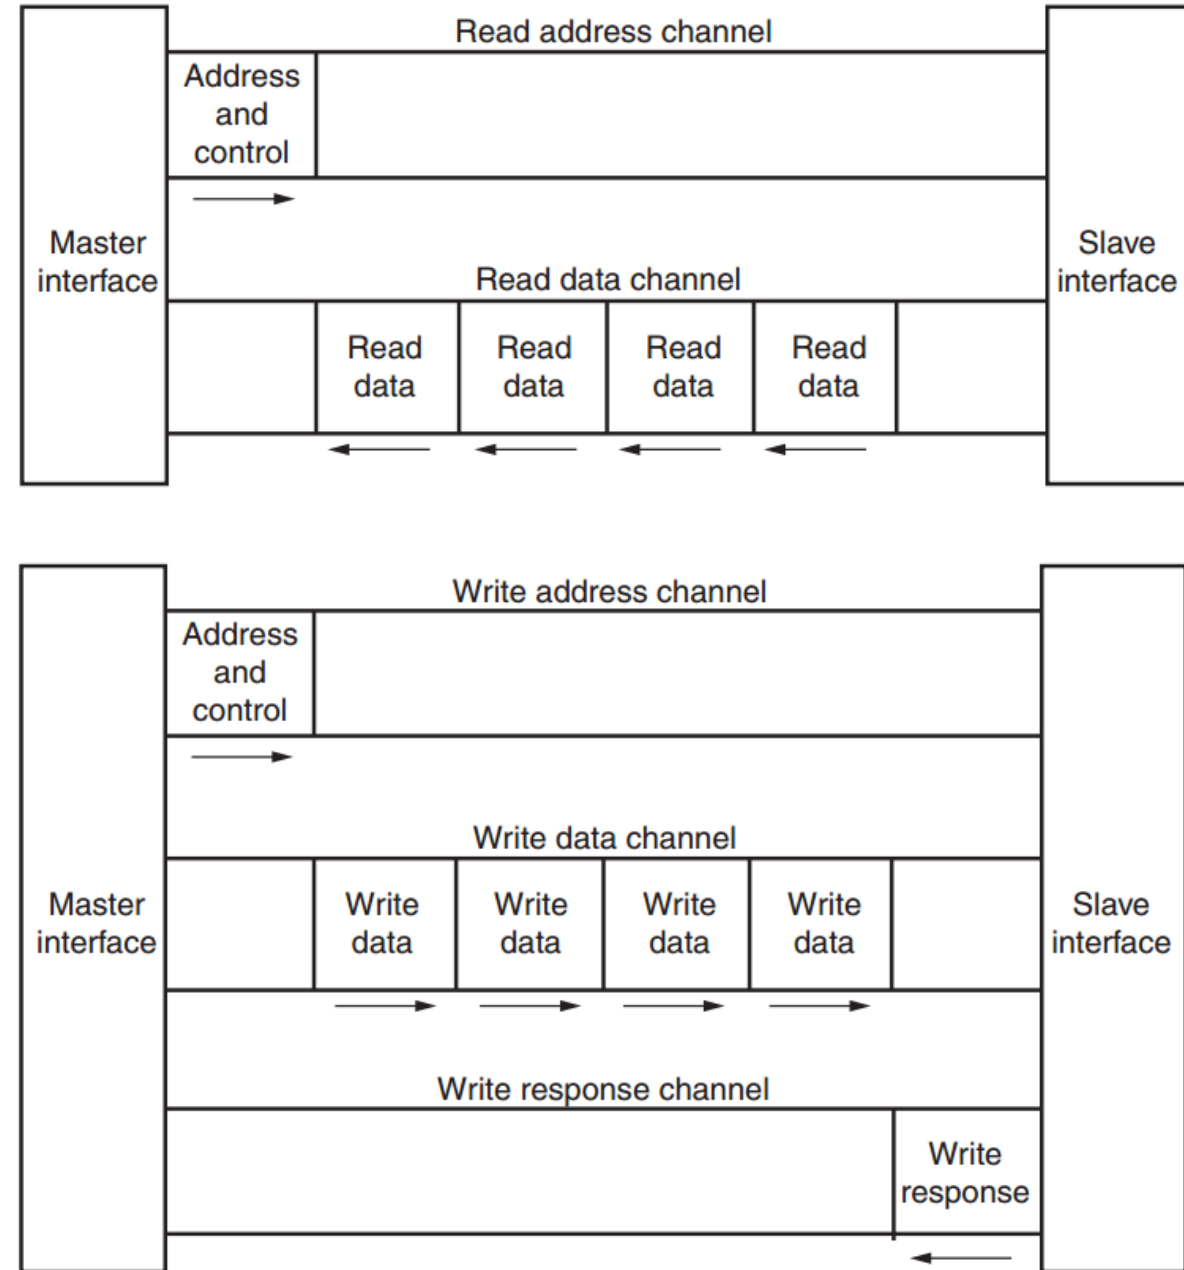 Read address channel
Address
and
control
Master
interface
Slave
interface
Read data channel
Read
data
Read
data
Read
data
Read
data
Write address channel
Address
and
control
Write data channel
Master
interface
Write
data
Write
data
Write
data
Write
data
Slave
interface
Write response channel
Write
response